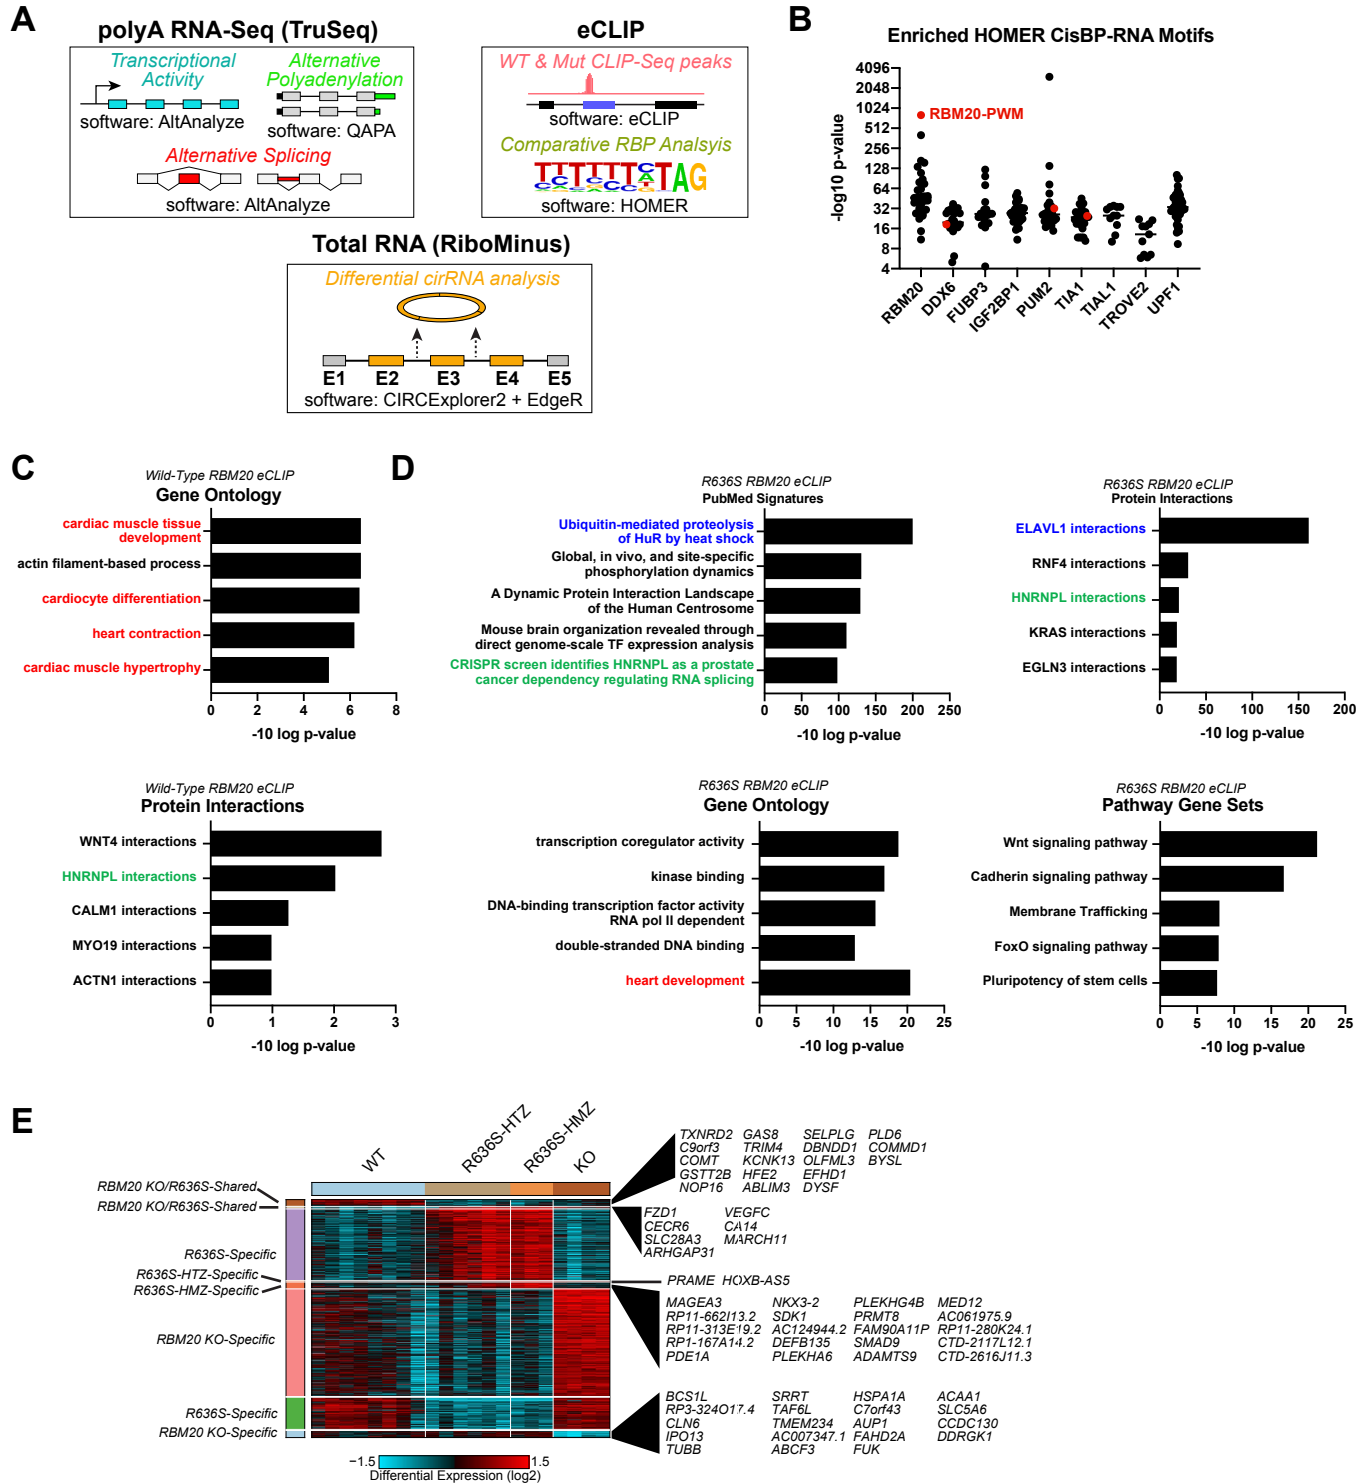 A
polyA RNA-Seq (TruSeq)
Transcriptional
Activity
software: AltAnalyze
Alternative
Polyadenylation
software: QAPA
Alternative Splicing
software: AltAnalyze
eCLIP
WT & Mut CLIP-Seq peaks
software: eCLIP
Comparative RBP Analsyis
software: HOMER
Total RNA (RiboMinus)
Differential cirRNA analysis
E1 E2 E3 E4 E5
software: CIRCExplorer2 + EdgeR
B
Enriched HOMER CisBP-RNA Motifs
-log10 p-value
4096
2048
1024
512
256
128
64
32
16
8
4
RBM20-PWM
RBM20 DDX6 FUBP3 IGF2BP1 PUM2 TIA1 TIAL1 TROVE2 UPF1
C
Wild-Type RBM20 eCLIP
Gene Ontology
cardiac muscle tissue
development
actin filament-based process
cardiocyte differentiation
heart contraction
cardiac muscle hypertrophy
0 2 4 6 8
-10 log p-value
Wild-Type RBM20 eCLIP
Protein Interactions
WNT4 interactions
HNRNPL interactions
CALM1 interactions
MYO19 interactions
ACTN1 interactions
0 1 2 3
-10 log p-value
D
R636S RBM20 eCLIP
PubMed Signatures
Ubiquitin-mediated proteolysis
of HuR by heat shock
Global, in vivo, and site-specific
phosphorylation dynamics
A Dynamic Protein Interaction Landscape
of the Human Centrosome
Mouse brain organization revealed through
direct genome-scale TF expression analysis
CRISPR screen identifies HNRNPL as a prostate
cancer dependency regulating RNA splicing
0 50 100 150 200 250
-10 log p-value
R636S RBM20 eCLIP
Protein Interactions
ELAVL1 interactions
RNF4 interactions
HNRNPL interactions
KRAS interactions
EGLN3 interactions
0 50 100 150 200
-10 log p-value
R636S RBM20 eCLIP
Gene Ontology
transcription coregulator activity
kinase binding
DNA-binding transcription factor activity
RNA pol II dependent
double-stranded DNA binding
heart development
0 5 10 15 20 25
-10 log p-value
R636S RBM20 eCLIP
Pathway Gene Sets
Wnt signaling pathway
Cadherin signaling pathway
Membrane Trafficking
FoxO signaling pathway
Pluripotency of stem cells
0 5 10 15 20 25
-10 log p-value
E
WT R636S-HTZ R636S-HMZ KO
RBM20 KO/R636S-Shared
RBM20 KO/R636S-Shared
R636S-Specific
R636S-HTZ-Specific
R636S-HMZ-Specific
RBM20 KO-Specific
R636S-Specific
RBM20 KO-Specific
TXNRD2 GAS8 SELPLG PLD6
C9orf3 TRIM4 DBNDD1 COMMD1
COMT KCNK13 OLFML3 BYSL
GSTT2B HFE2 EFHD1
NOP16 ABLIM3 DYSF
FZD1 VEGFC
CECR6 CA14
SLC28A3 MARCH11
ARHGAP31
PRAME HOXB-AS5
MAGEA3 NKX3-2 PLEKHG4B MED12
RP11-662I13.2 SDK1 PRMT8 AC061975.9
RP11-313E19.2 AC124944.2 FAM90A11P RP11-280K24.1
RP1-167A14.2 DEFB135 SMAD9 CTD-2117L12.1
PDE1A PLEKHA6 ADAMTS9 CTD-2616J11.3
BCS1L SRRT HSPA1A ACAA1
RP3-324O17.4 TAF6L C7orf43 SLC5A6
CLN6 TMEM234 AUP1 CCDC130
IPO13 AC007347.1 FAHD2A DDRGK1
TUBB ABCF3 FUK
−1.5 1.5
Differential Expression (log2)